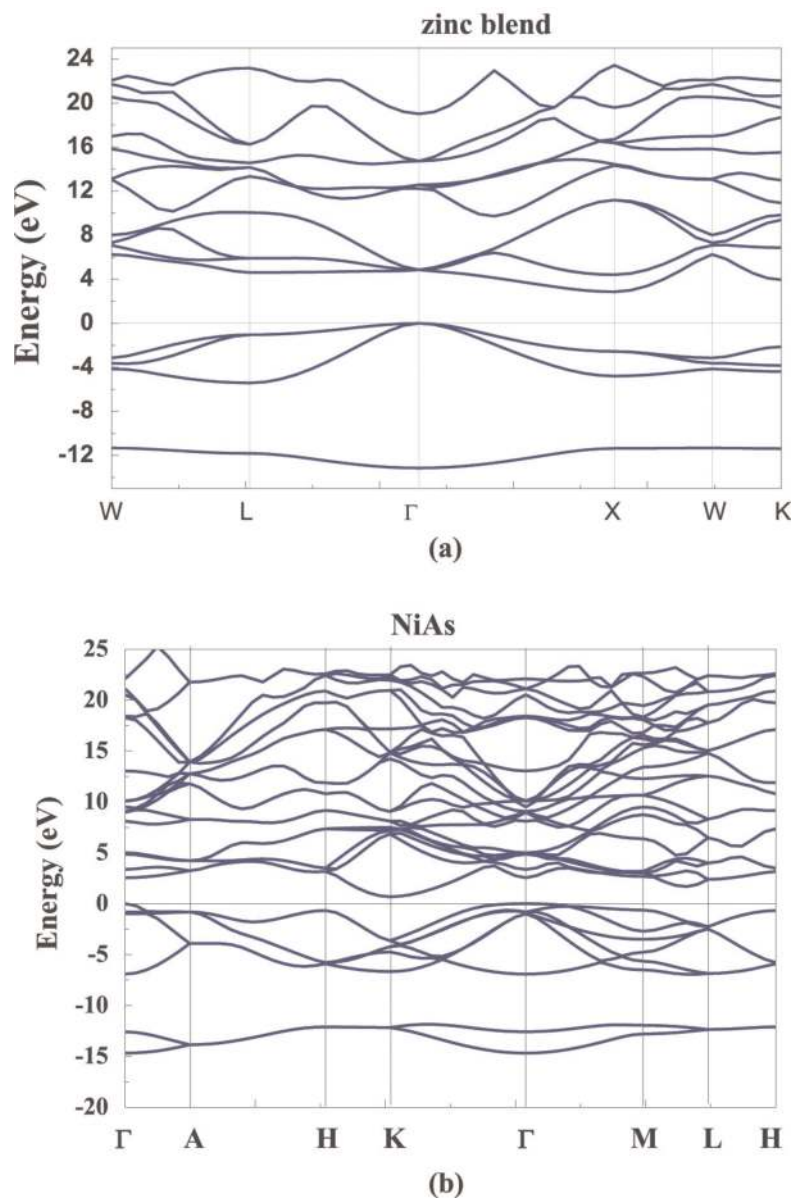 zinc blend
24
20
16
12
8
4
0
-4
-8
-12
Energy (eV)
W L Γ X W K
(a)
NiAs
25
20
15
10
5
0
-5
-10
-15
-20
Energy (eV)
Γ A H K Γ M L H
(b)